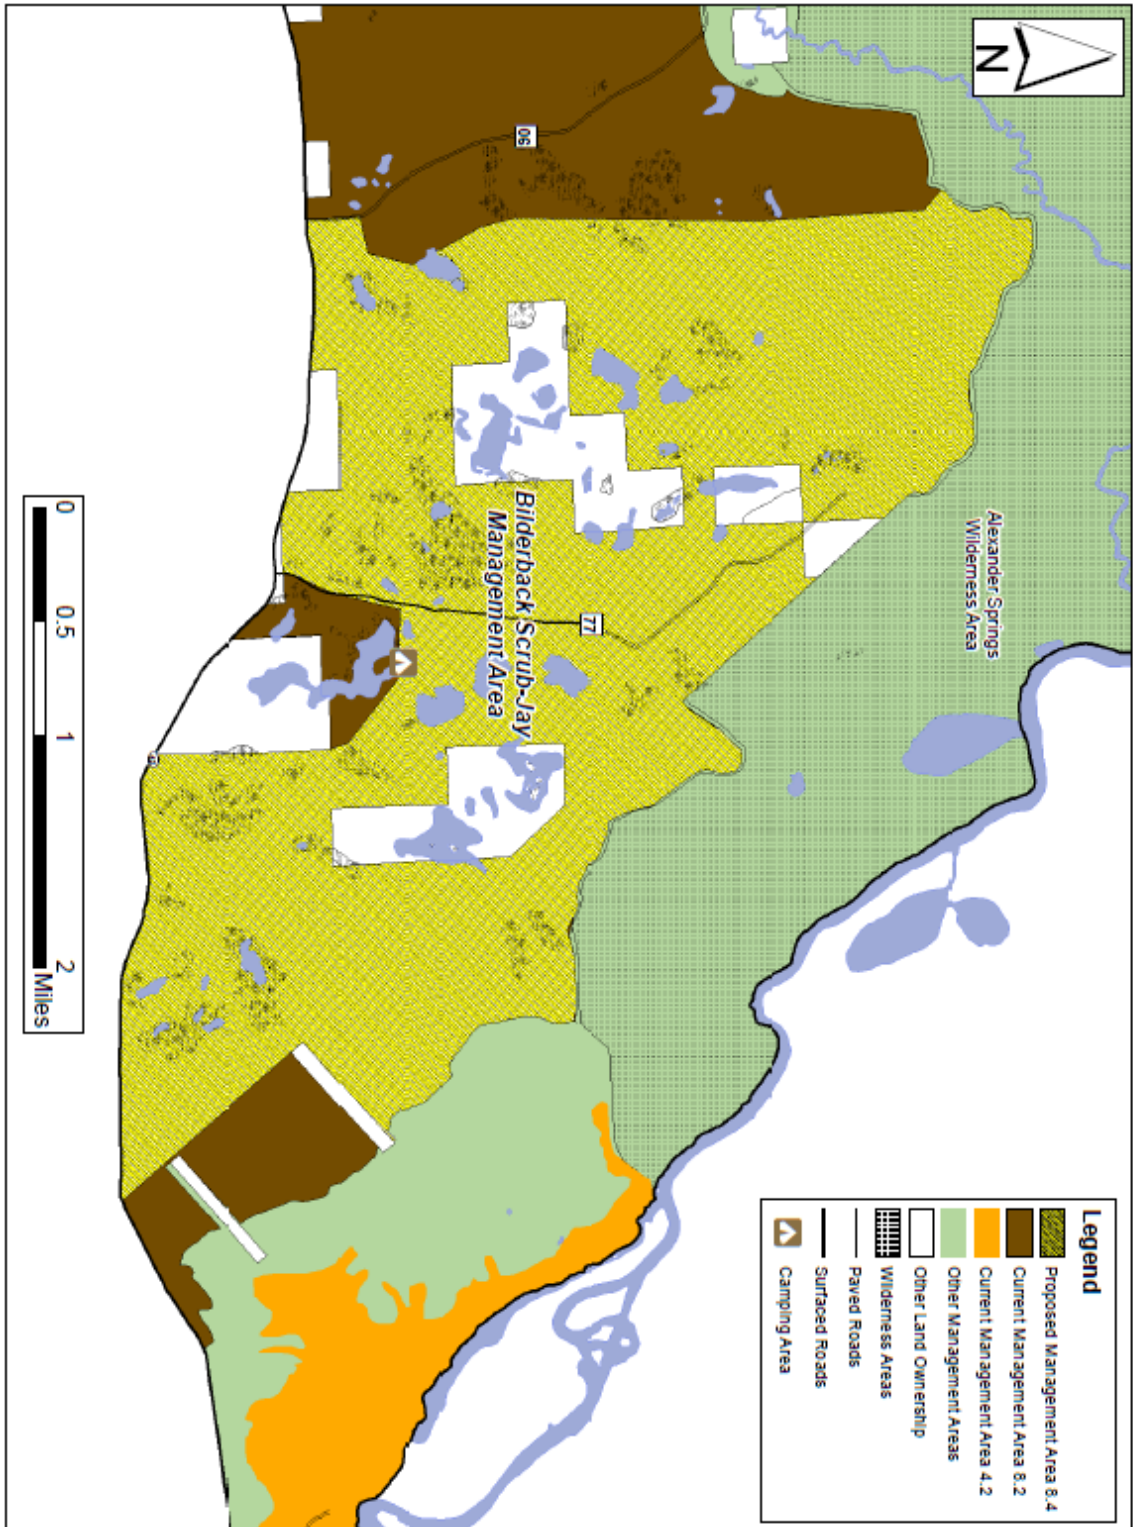 N
06
Alexander Springs
Wilderness Area
Bilderback Scrub-Jay
Management Area
77
0 0.5 1 2
Miles
Legend
Proposed Management Area 8.4
Current Management Area 8.2
Current Management Area 4.2
Other Management Areas
Other Land Ownership
Wilderness Areas
Paved Roads
Surfaced Roads
Camping Area